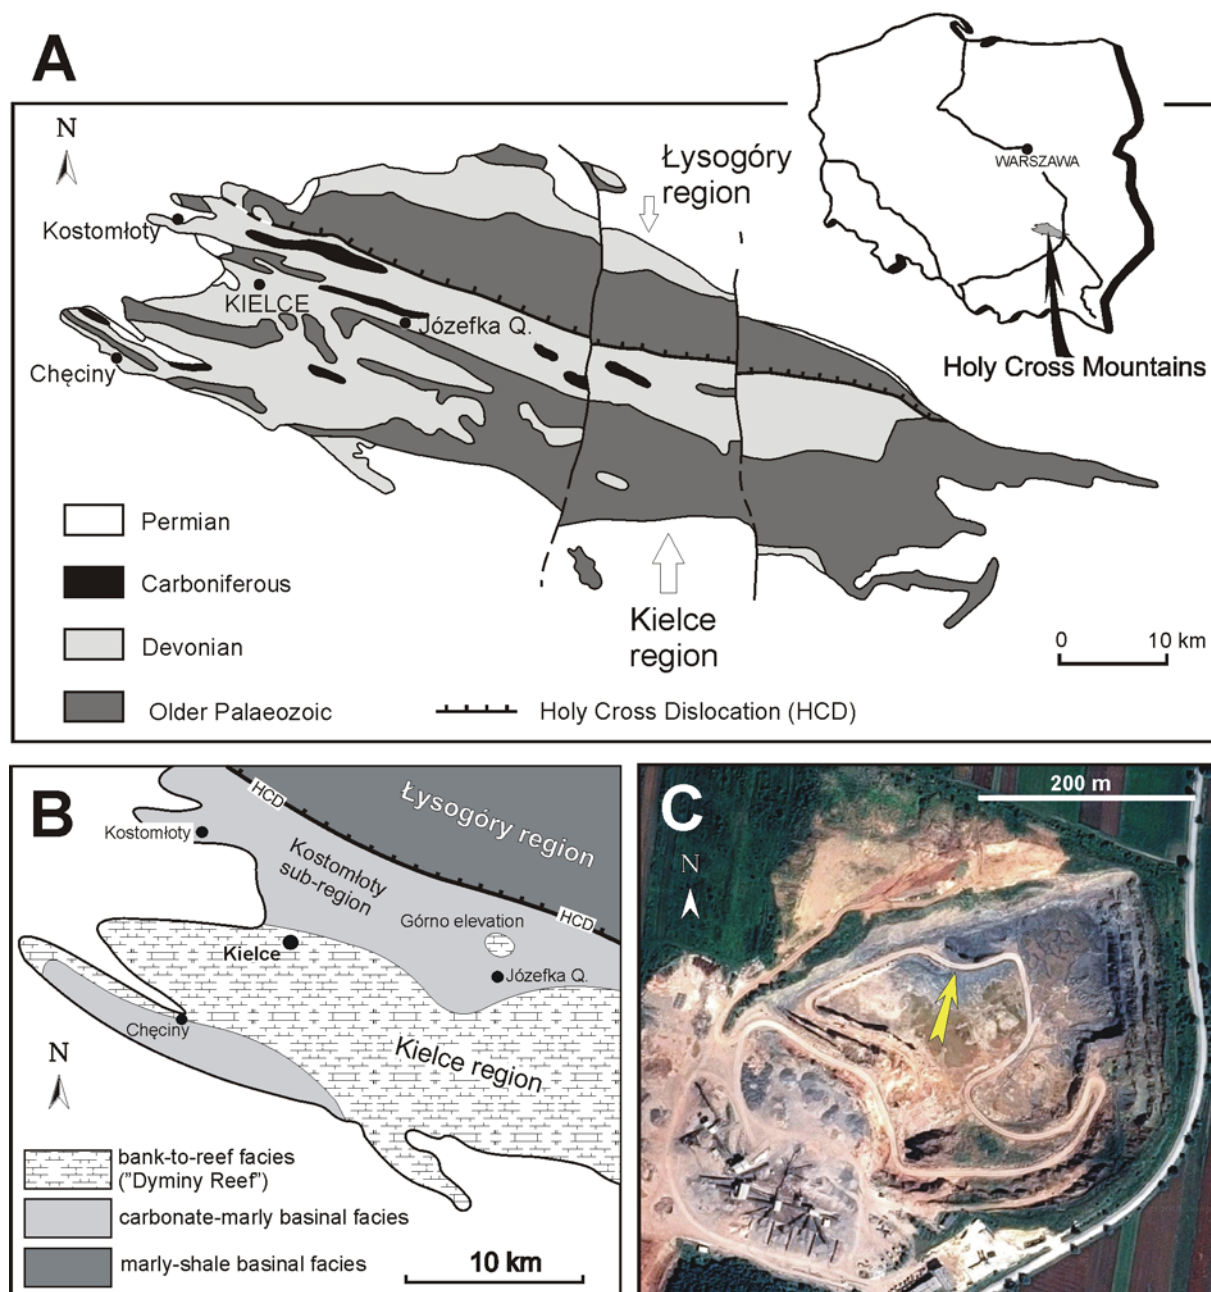 A
N
Łysogóry
region
WARSZAWA
Kostomłoty
KIELCE
Józefka Q.
Chęciny
Holy Cross Mountains
Permian
Carboniferous
Devonian
Older Palaeozoic
Kielce
region
0 10 km
Holy Cross Dislocation (HCD)
B
HCD
Łysogóry region
Kostomłoty
Kostomłoty
sub-region
Górno elevation
HCD
Kielce
Józefka Q.
Chęciny
Kielce region
N
bank-to-reef facies
("Dyminy Reef")
carbonate-marly basinal facies
marly-shale basinal facies
10 km
C
200 m
N